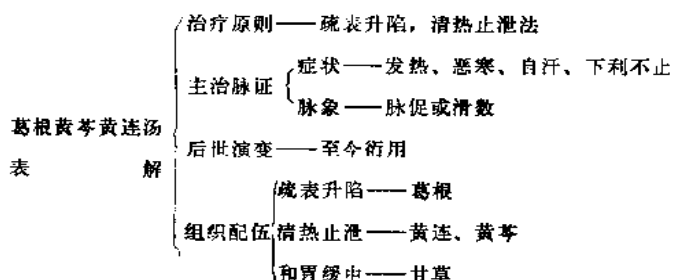 治疗原则——疏表升陷，清热止泄法
主治脉证
症状——发热、恶寒、自汗、下利不止
脉象——脉促或滑数
葛根黄芩黄连汤
表解
后世演变——至今衍用
组织配伍
疏表升陷——葛根
清热止泄——黄连、黄芩
和胃缓中——甘草